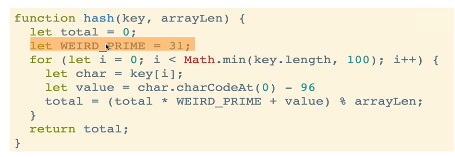 function hash(key, arrayLen) {
let total = 0;
let WEIRD_PRIME = 31;
for (let i = 0; i < Math.min(key.length, 100); i++) {
let char = key[i];
let value = char.charCodeAt(0) - 96
total = (total * WEIRD_PRIME + value) % arrayLen;
}
return total;
}